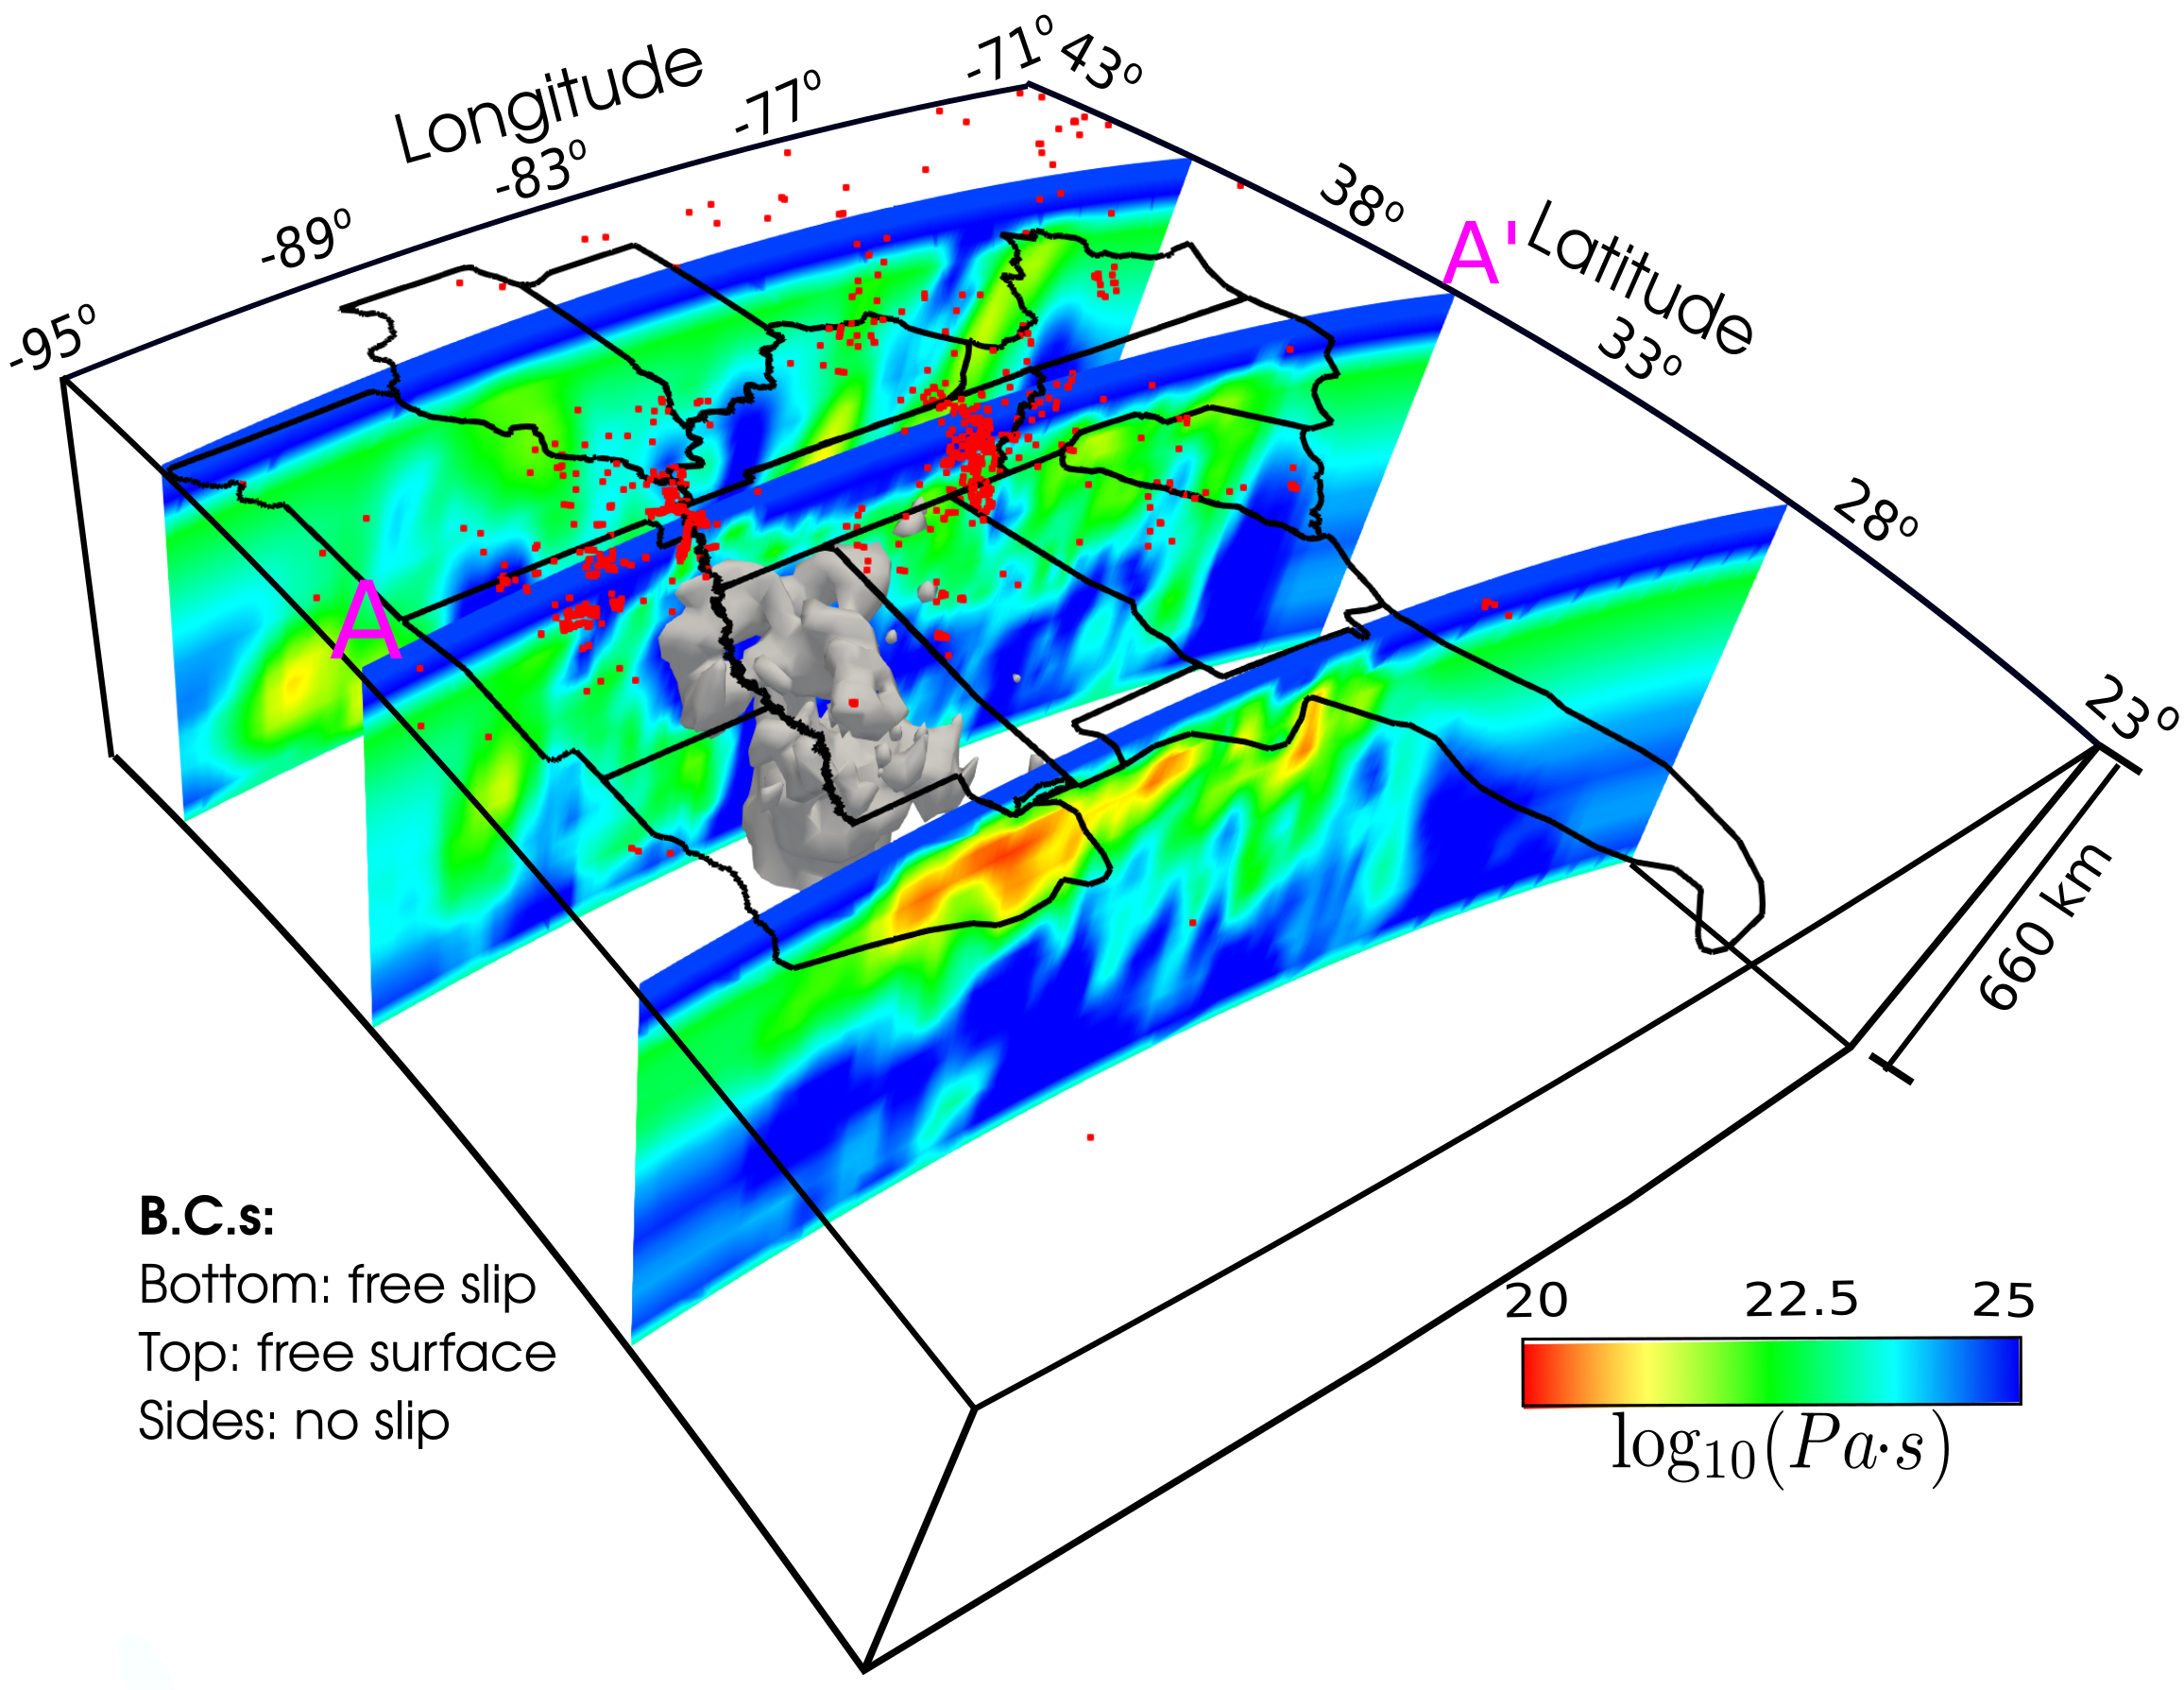 Longitude
-95°
-89°
-83°
-77°
-71°
43°
38°
33°
28°
23°
Latitude
A
A'
660 km
B.C.s:
Bottom: free slip
Top: free surface
Sides: no slip
20 22.5 25
log₁₀(Pa·s)